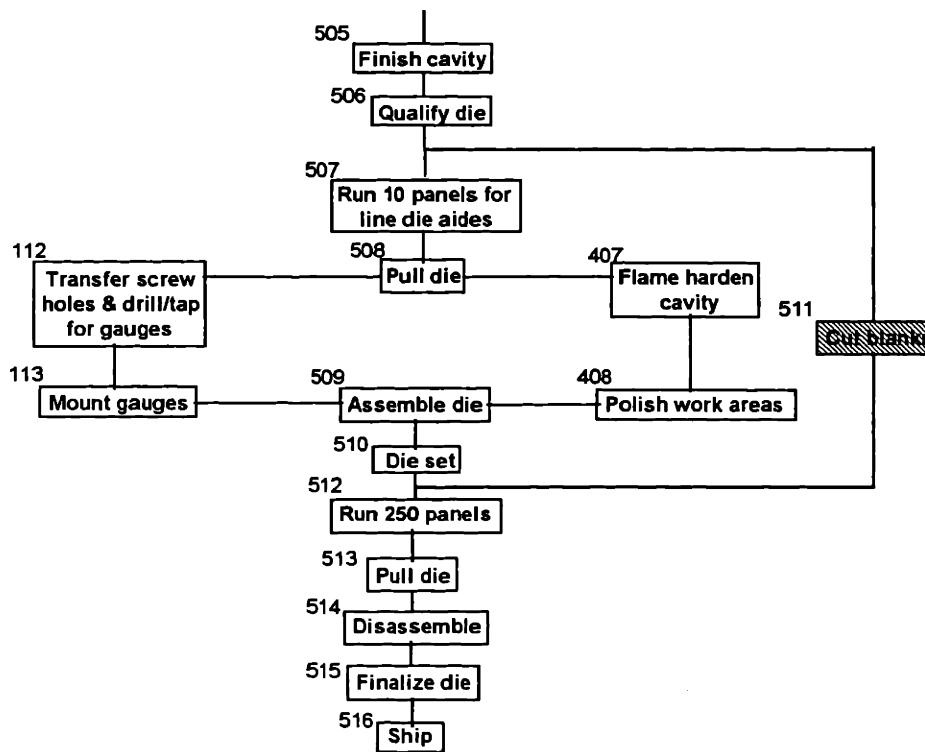 505
Finish cavity
506
Qualify die
507
Run 10 panels for
line die aides
112
Transfer screw
holes & drill/tap
for gauges
508
Pull die
407
Flame harden
cavity
511
Cut blanks
113
Mount gauges
509
Assemble die
408
Polish work areas
510
Die set
512
Run 250 panels
513
Pull die
514
Disassemble
515
Finalize die
516
Ship